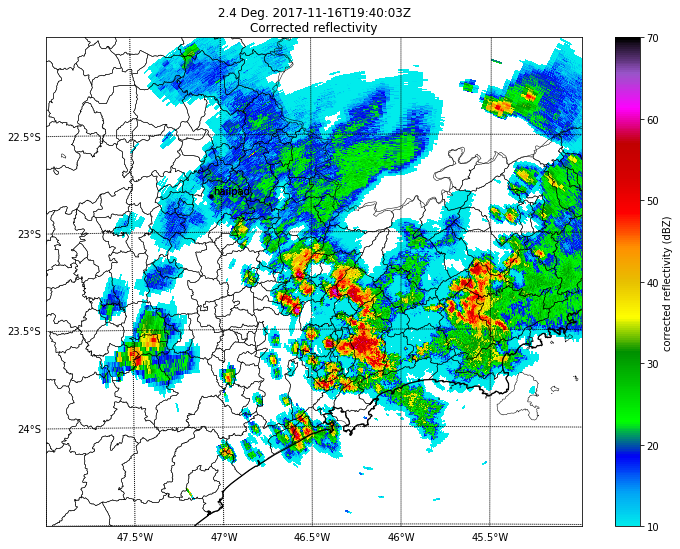 2.4 Deg. 2017-11-16T19:40:03Z
Corrected reflectivity
70
60
50
40
30
20
10
corrected reflectivity (dBZ)
22.5°S
23°S
23.5°S
24°S
47.5°W
47°W
46.5°W
46°W
45.5°W